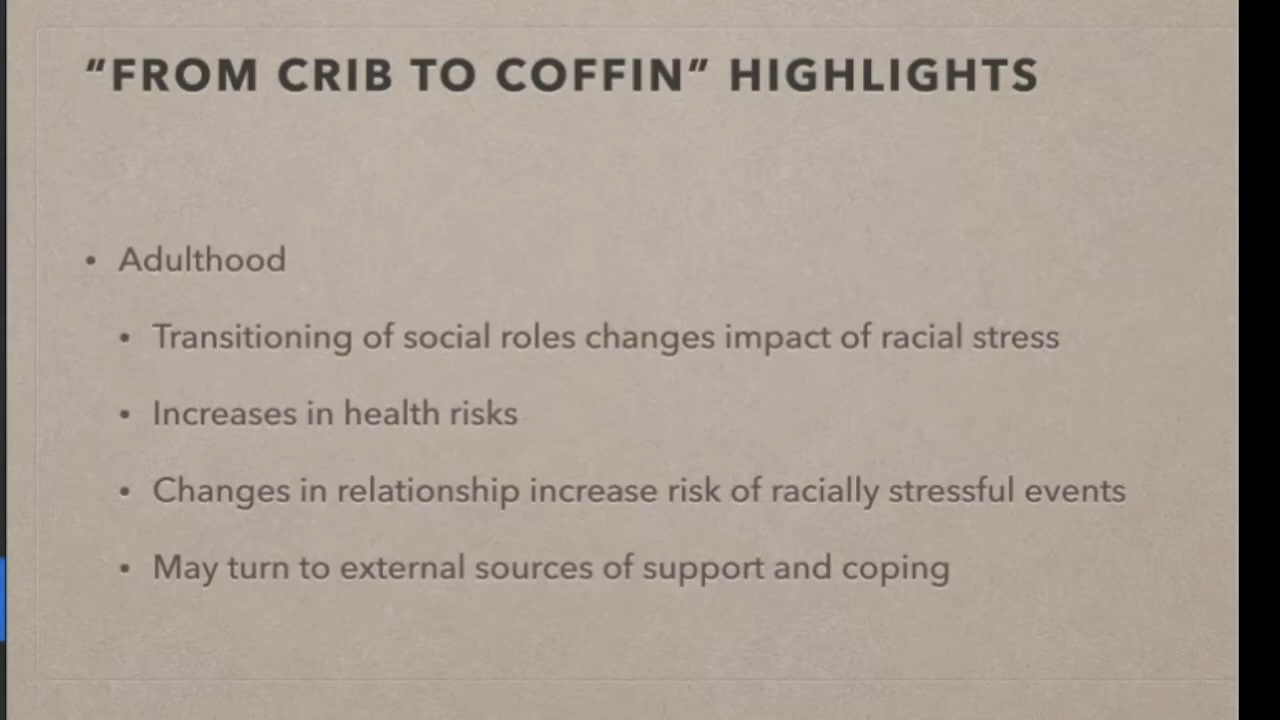 “FROM CRIB TO COFFIN” HIGHLIGHTS
• Adulthood
• Transitioning of social roles changes impact of racial stress
• Increases in health risks
• Changes in relationship increase risk of racially stressful events
• May turn to external sources of support and coping